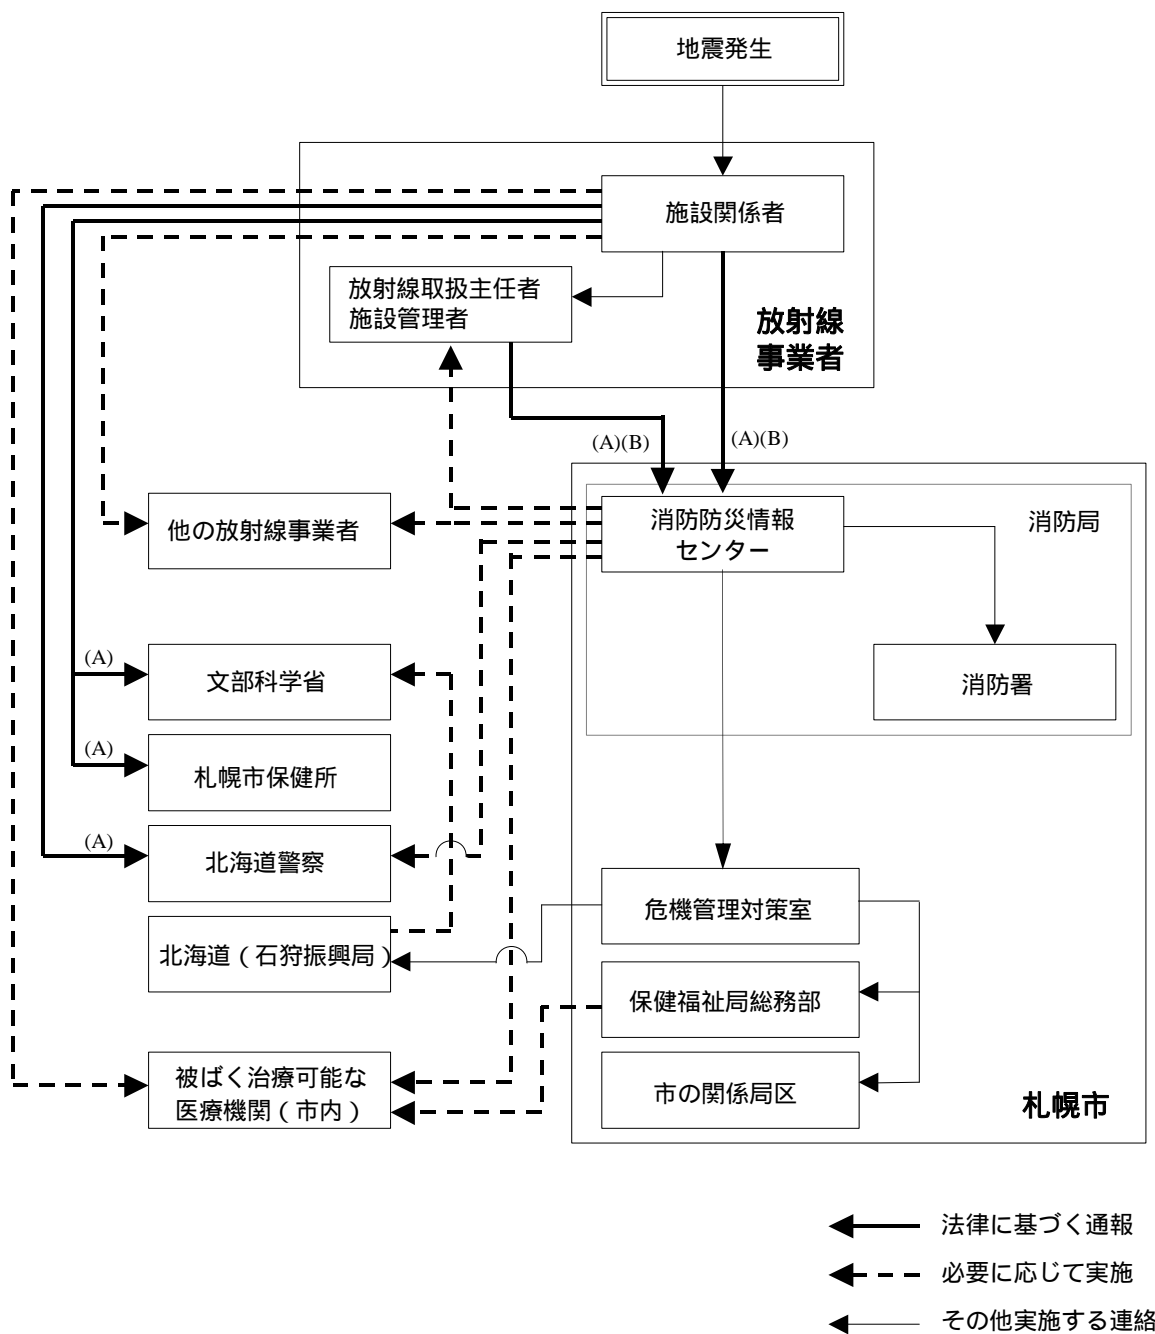 地震発生
施設関係者
放射線取扱主任者
施設管理者
放射線
事業者
(A)(B)
(A)(B)
消防防災情報
センター
消防局
他の放射線事業者
消防署
(A)
文部科学省
(A)
札幌市保健所
(A)
北海道警察
危機管理対策室
北海道(石狩振興局)
保健福祉局総務部
被ばく治療可能な
医療機関(市内)
市の関係局区
札幌市
法律に基づく通報
必要に応じて実施
その他実施する連絡